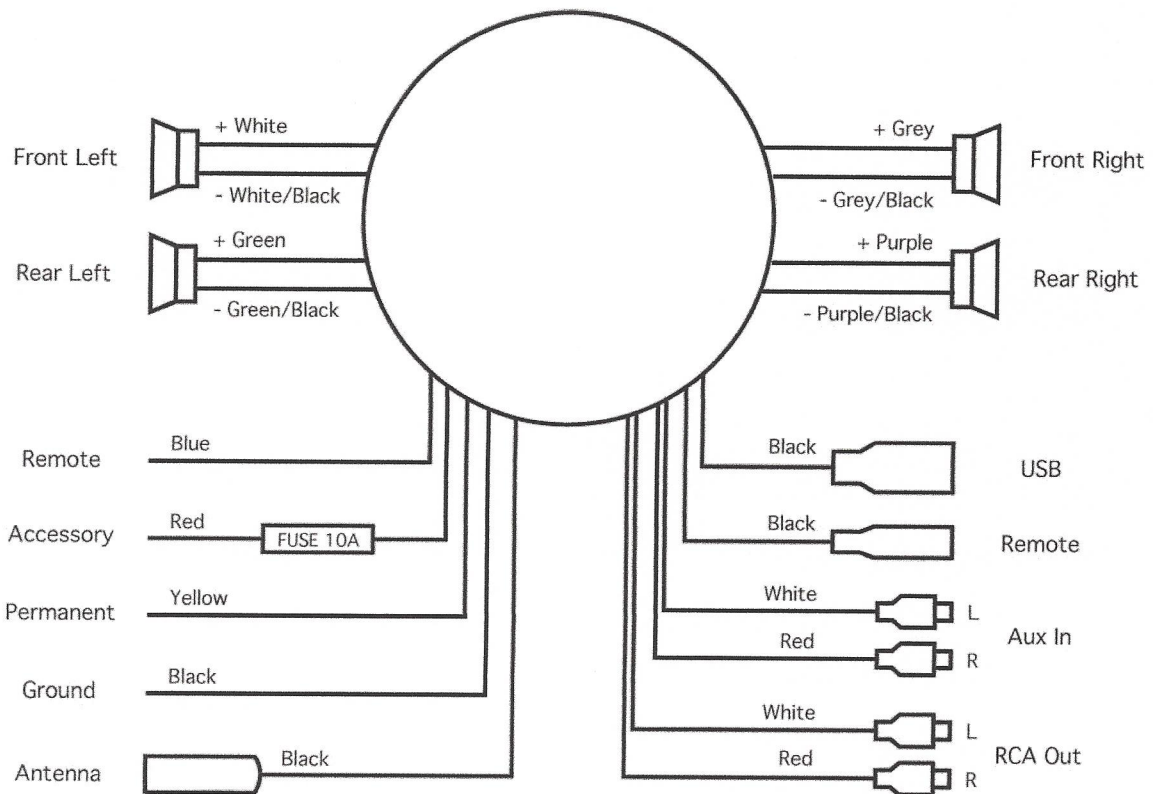 + White
Front Left
- White/Black
+ Green
Rear Left
- Green/Black
+ Grey
Front Right
- Grey/Black
+ Purple
Rear Right
- Purple/Black
Remote
Blue
Accessory
Red
FUSE 10A
Permanent
Yellow
Ground
Black
Antenna
Black
Black
USB
Black
Remote
White
L
Aux In
Red
R
White
L
RCA Out
Red
R